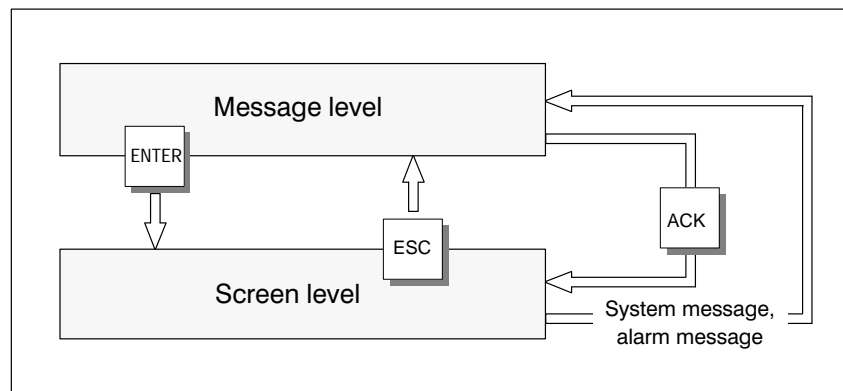 Message level
ENTER
ACK
ESC
Screen level
System message,
alarm message